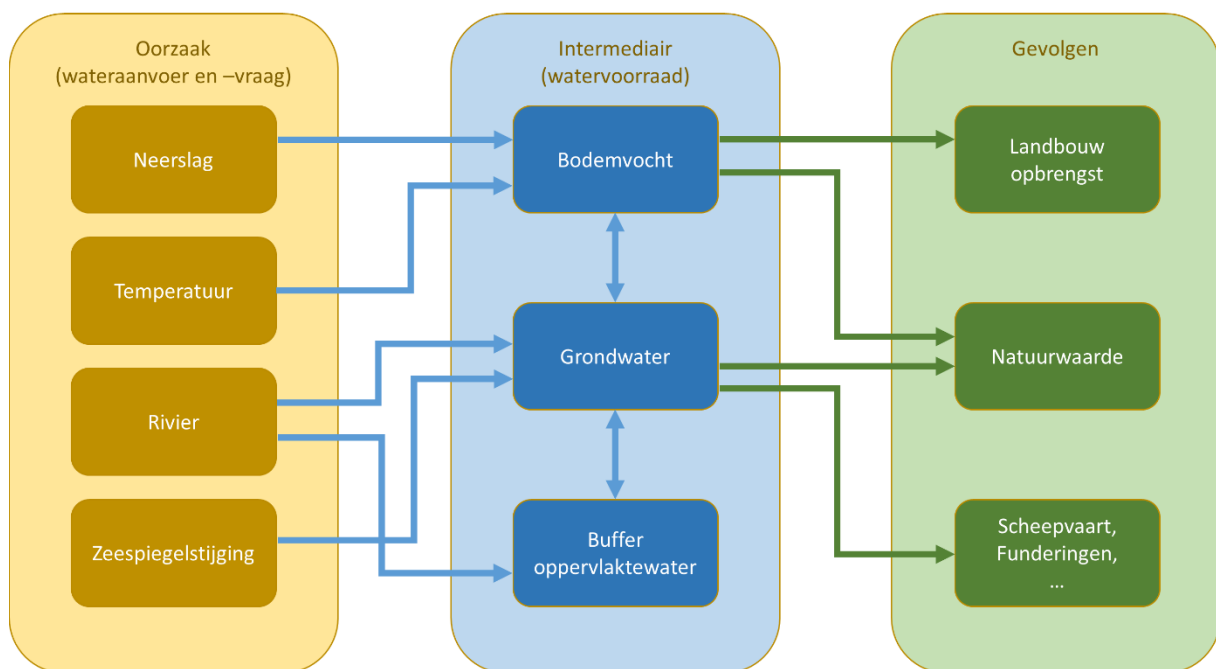 Oorzaak
(wateraanvoer en –vraag)
Neerslag
Temperatuur
Rivier
Zeespiegelstijging
Intermediair
(watervoorraad)
Bodemvocht
Grondwater
Buffer
oppervlaktewater
Gevolgen
Landbouw
opbrengst
Natuurwaarde
Scheepvaart,
Funderingen,
...